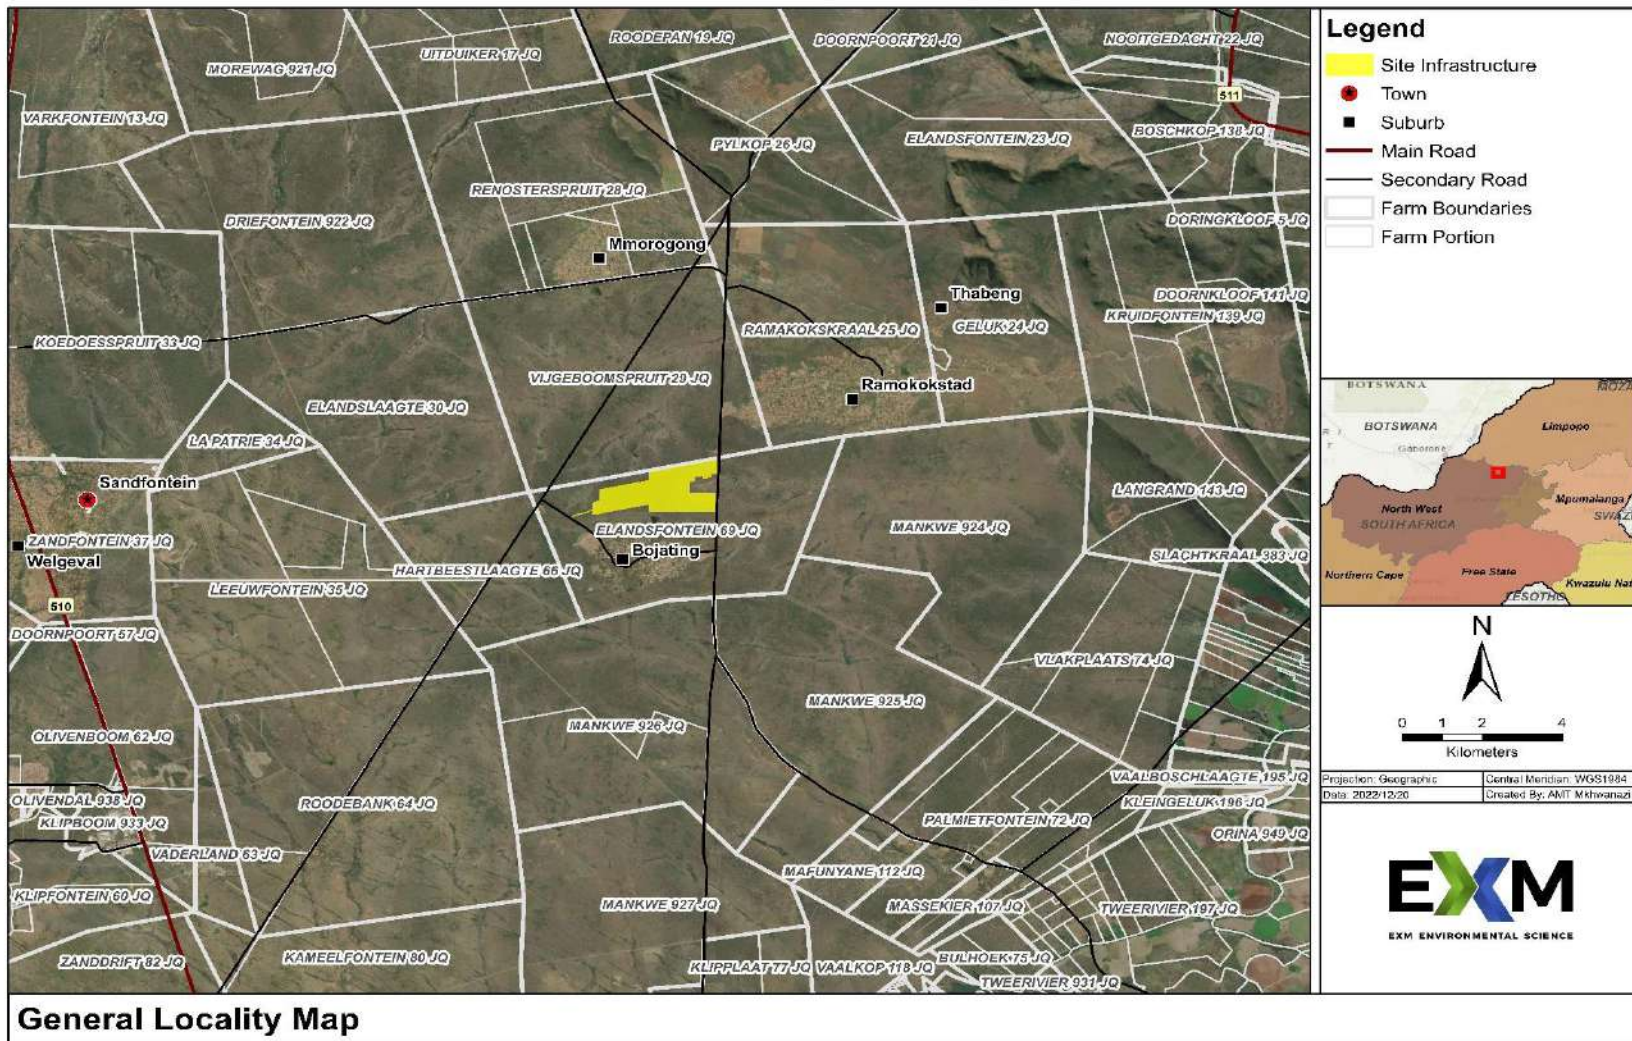 ROODEPAN 19 JQ
DOORNPOORT 21 JQ
NOOITGEDACHT 22 JQ
UITDUIKER 17 JQ
MOREWAG 921 JQ
511
VARKFONTEIN 13 JQ
BOSCHKOP 138 JQ
PYLKOP 26 JQ
ELANDSFONTEIN 23 JQ
RENOSTERSPRUIT 28 JQ
DRIEFONTEIN 922 JQ
DORINGKLOOF 5 JQ
Mmorogong
Thabeng
DOORNKLOOF 141 JQ
KRUIDFONTEIN 139 JQ
RAMAKOKSKRAAL 25 JQ
GELUK 24 JQ
KOEDOESSPRUIT 33 JQ
VIJGEBOOMSPRUIT 29 JQ
Ramokokstad
ELANDSLAAGTE 30 JQ
LA PATRIE 34 JQ
Sandfontein
LANGRAND 143 JQ
ELANDSFONTEIN 69 JQ
MANKWE 924 JQ
ZANDFONTEIN 37 JQ
Welgeval
Bojating
SLACHTKRAAL 383 JQ
HARTBEESTLAAGTE 66 JQ
LEEUWFONTEIN 35 JQ
510
DOORNPOORT 57 JQ
VLAKPLAATS 74 JQ
MANKWE 925 JQ
MANKWE 926 JQ
OLIVENBOOM 62 JQ
VAALBOSCHLAAGTE 195 JQ
OLIVENDAL 938 JQ
ROODEBANK 64 JQ
KLEINGELUK 196 JQ
KLIPBOOM 933 JQ
PALMIETFONTEIN 72 JQ
ORINA 949 JQ
VADERLAND 63 JQ
MAFUNYANE 112 JQ
KLIPFONTEIN 60 JQ
MANKWE 927 JQ
MASSEKIER 107 JQ
TWEERIVIER 197 JQ
ZANDDRIFT 82 JQ
KAMEELFONTEIN 80 JQ
KLIPPLAAT 77 JQ
VAALKOP 118 JQ
BULHOEK 75 JQ
TWEERIVIER 931 JQ
General Locality Map
Legend
Site Infrastructure
Town
Suburb
Main Road
Secondary Road
Farm Boundaries
Farm Portion
BOTSWANA
BOTSWANA
Gaborone
Limpopo
North West
SOUTH AFRICA
Mpumalanga
Northern Cape
Free State
Kwazulu Nat
LESOTHO
N
0 1 2 4
Kilometers
Projection: Geographic
Central Meridian: WGS1984
Date: 2022/12/20
Created By: AMT Mkhwanazi
EXM
EXM ENVIRONMENTAL SCIENCE